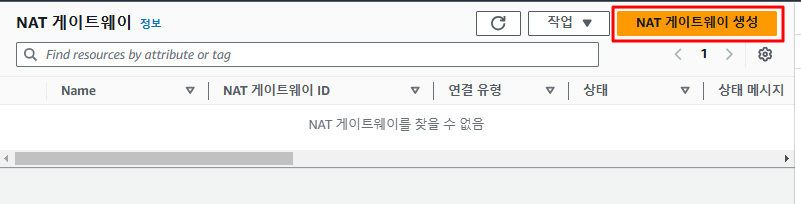 NAT 게이트웨이 정보 작업 NAT 게이트웨이 생성
Find resources by attribute or tag 1
Name NAT 게이트웨이 ID 연결 유형 상태 상태 메시지
NAT 게이트웨이를 찾을 수 없음